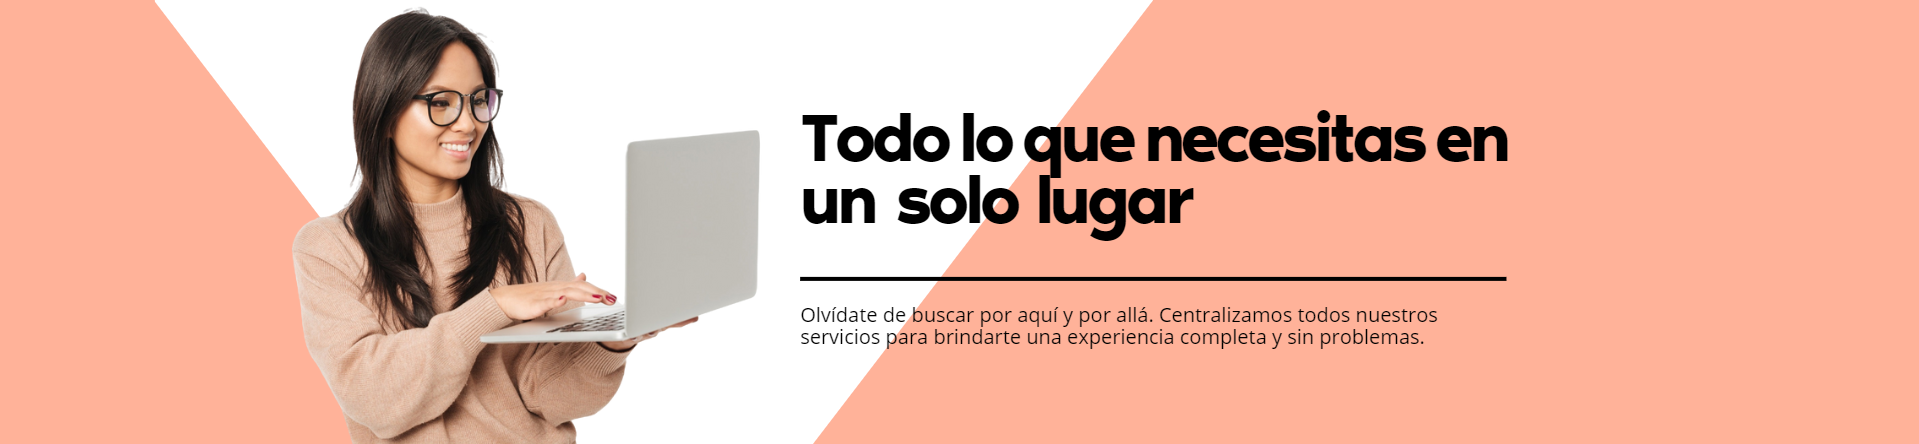 Todo lo que necesitas en
un solo lugar
Olvídate de buscar por aquí y por allá. Centralizamos todos nuestros
servicios para brindarte una experiencia completa y sin problemas.